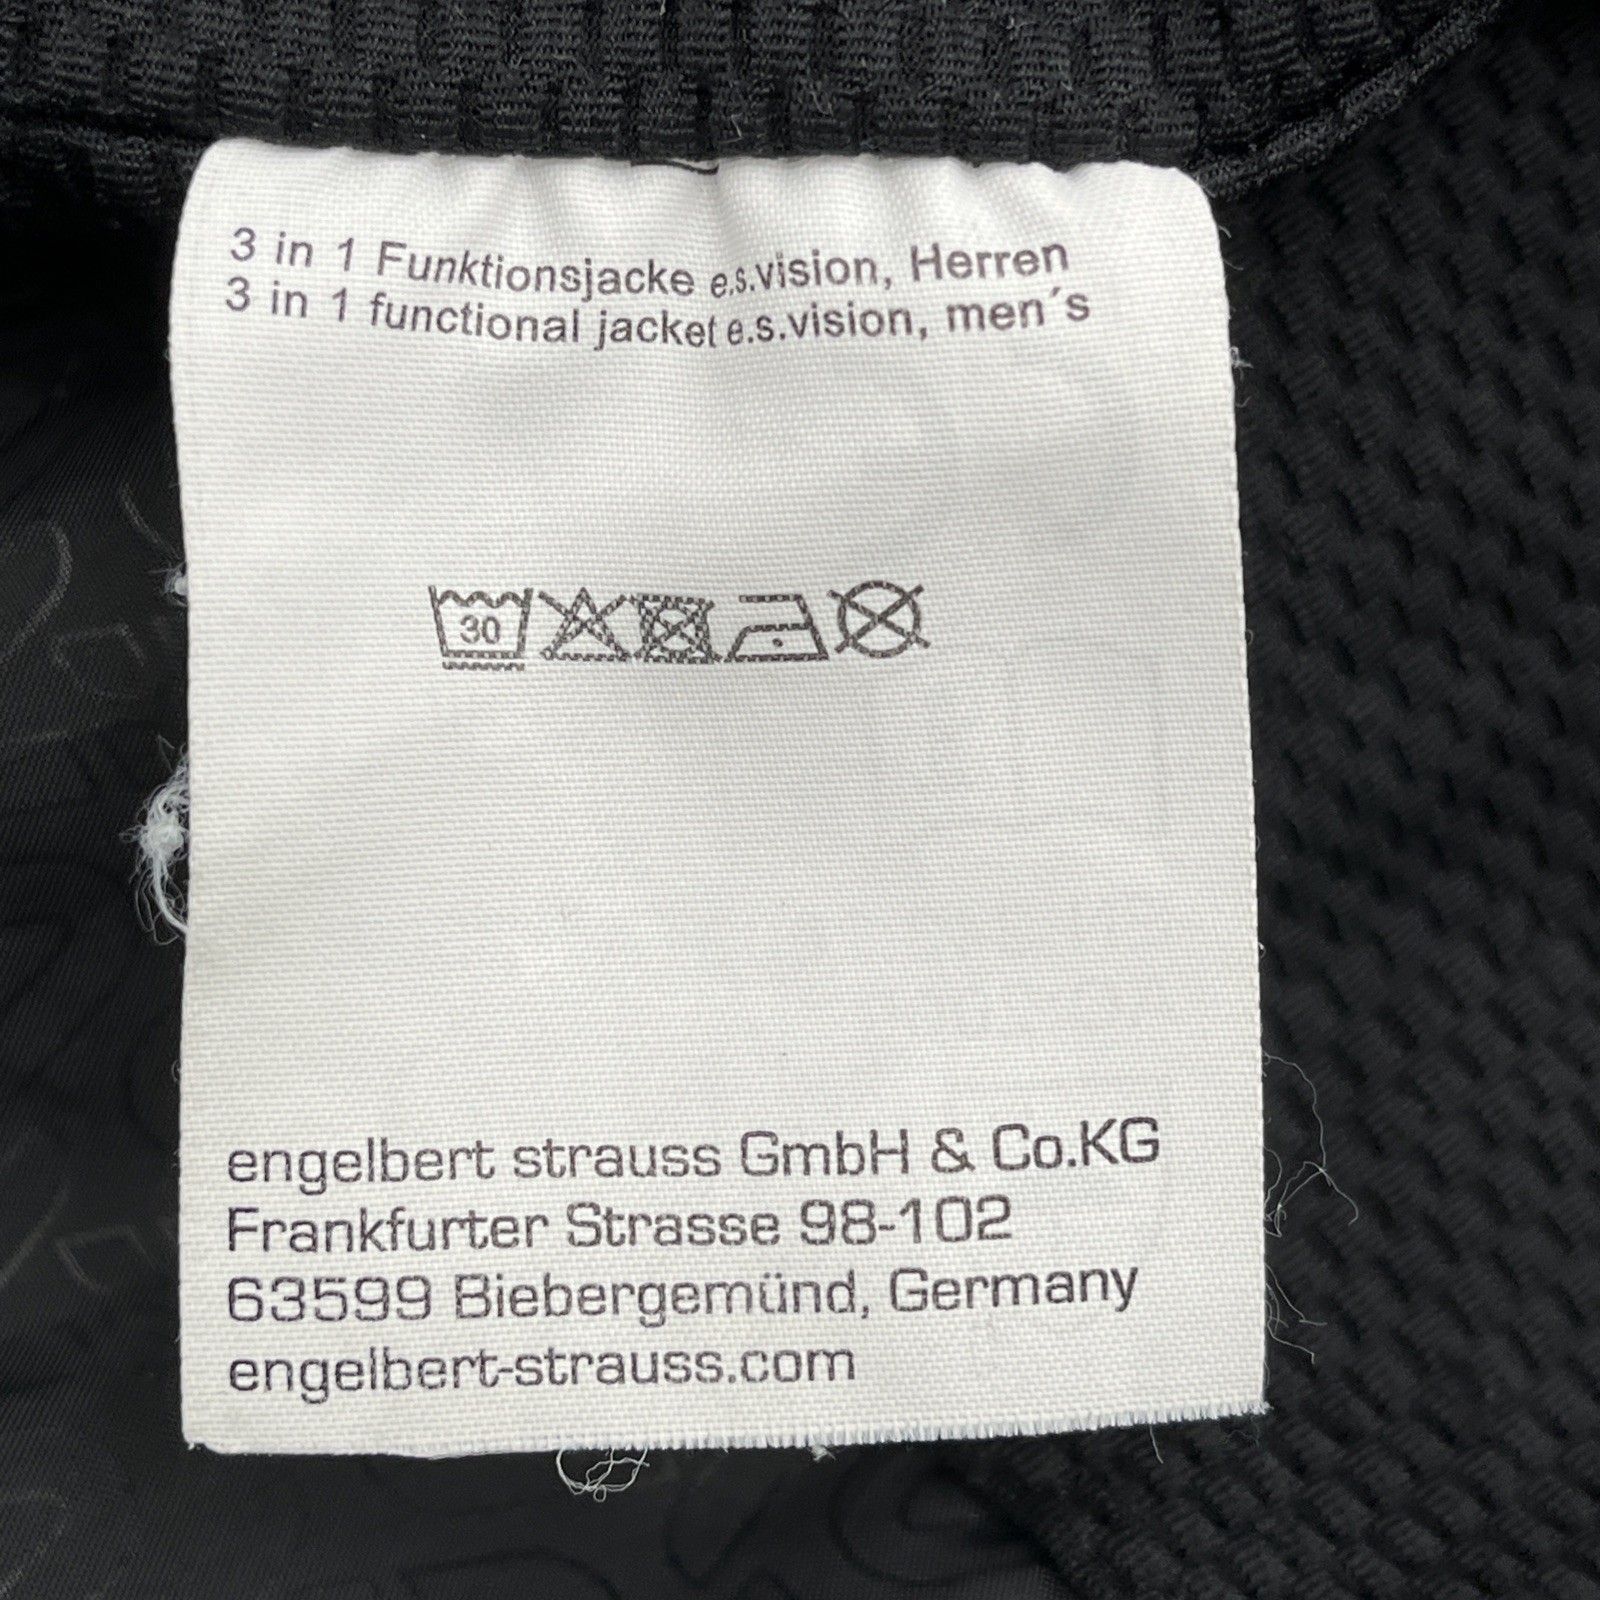 3 in 1 Funktionsjacke e.s.vision, Herren
3 in 1 functional jacket e.s.vision, men´s
30
engelbert strauss GmbH & Co.KG
Frankfurter Strasse 98-102
63599 Biebergemünd, Germany
engelbert-strauss.com